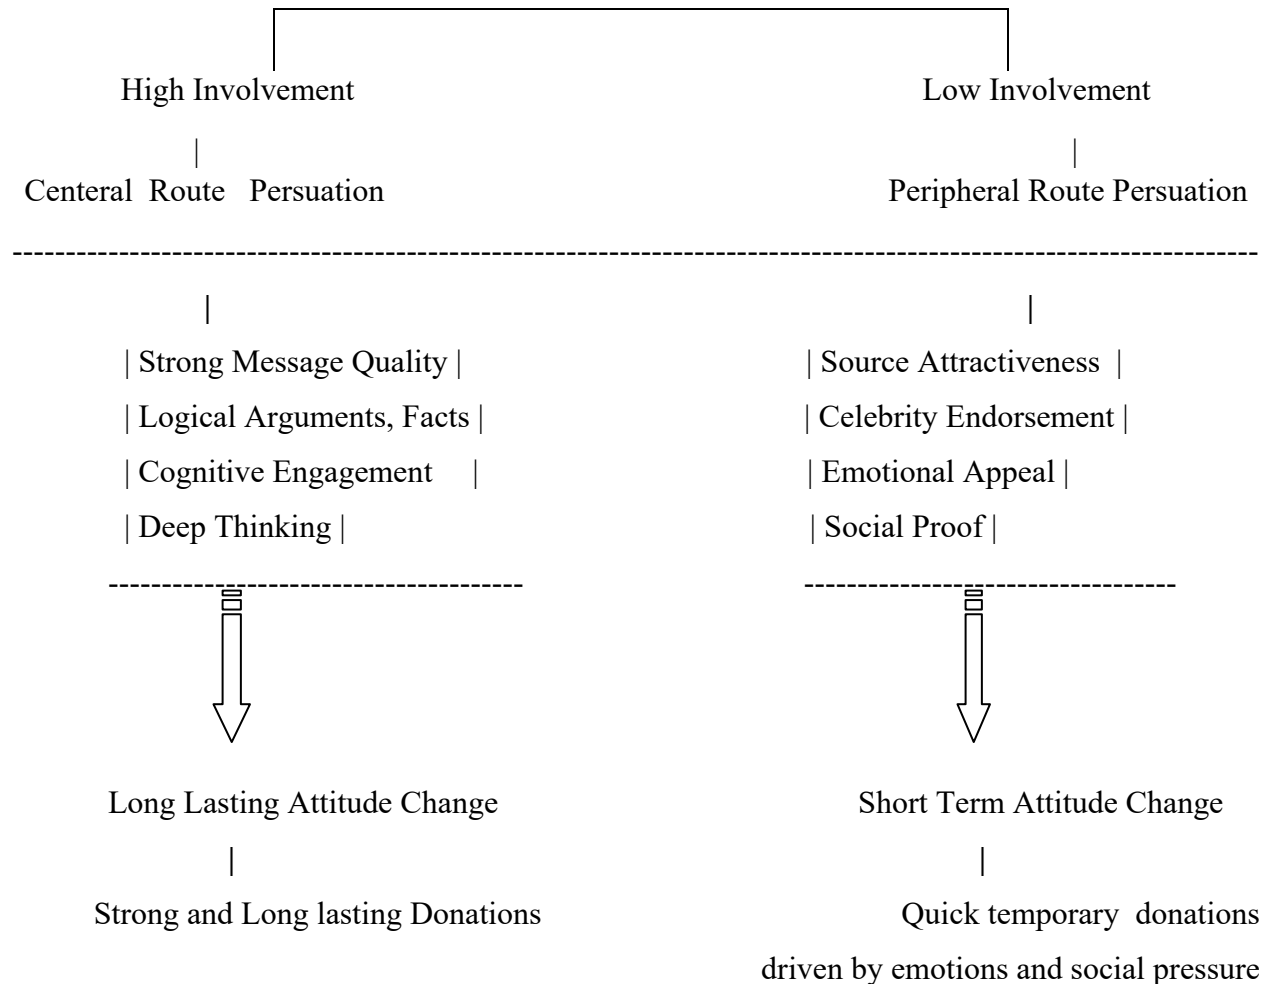 High Involvement Low Involvement
| |
Centeral Route Persuation Peripheral Route Persuation
----------------------------------------------------------------------------------------------------------------------
| |
| Strong Message Quality | | Source Attractiveness |
| Logical Arguments, Facts | | Celebrity Endorsement |
| Cognitive Engagement | | Emotional Appeal |
| Deep Thinking | | Social Proof |
--------------------------------------- -----------------------------------
Long Lasting Attitude Change Short Term Attitude Change
| |
Strong and Long lasting Donations Quick temporary donations
driven by emotions and social pressure